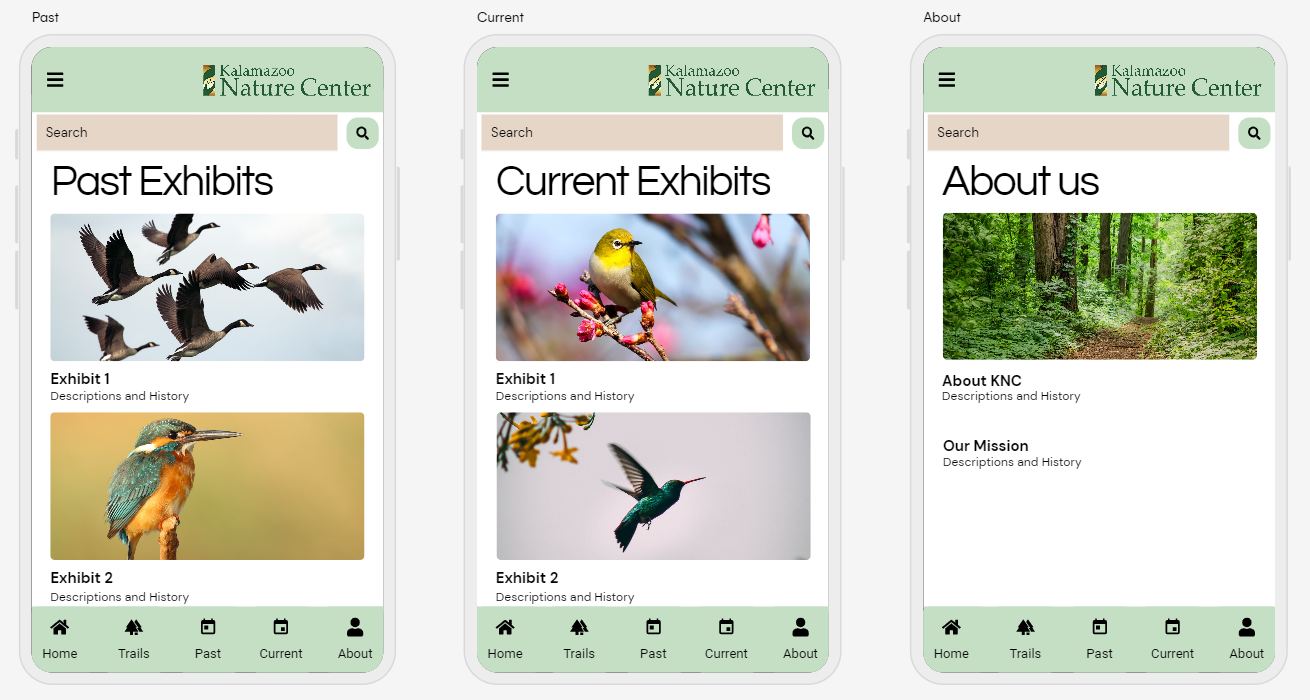 Past
Kalamazoo
Nature Center
Search
Past Exhibits
Exhibit 1
Descriptions and History
Exhibit 2
Descriptions and History
Home Trails Past Current About
Current
Kalamazoo
Nature Center
Search
Current Exhibits
Exhibit 1
Descriptions and History
Exhibit 2
Descriptions and History
Home Trails Past Current About
About
Kalamazoo
Nature Center
Search
About us
About KNC
Descriptions and History
Our Mission
Descriptions and History
Home Trails Past Current About